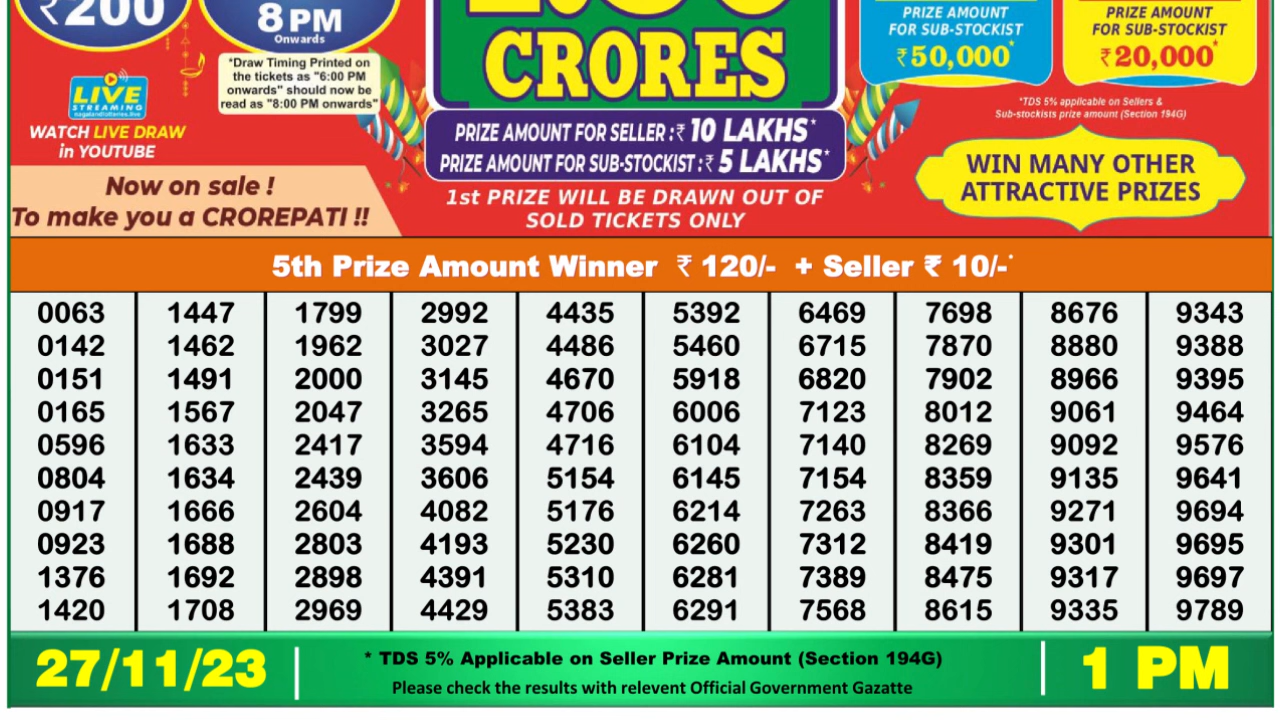 ₹200
8 PM
Onwards
*Draw Timing Printed on
the tickets as "6:00 PM
onwards" should now be
read as "8:00 PM onwards"
LIVE
STREAMING
nagalandlotteries.live
WATCH LIVE DRAW
in YOUTUBE
Now on sale !
To make you a CROREPATI !!
CRORES
PRIZE AMOUNT FOR SELLER :₹ 10 LAKHS*
PRIZE AMOUNT FOR SUB-STOCKIST :₹ 5 LAKHS*
1st PRIZE WILL BE DRAWN OUT OF
SOLD TICKETS ONLY
PRIZE AMOUNT
FOR SUB-STOCKIST
₹50,000*
PRIZE AMOUNT
FOR SUB-STOCKIST
₹20,000*
*TDS 5% applicable on Sellers &
Sub-stockists prize amount (Section 194G)
WIN MANY OTHER
ATTRACTIVE PRIZES
5th Prize Amount Winner ₹ 120/- + Seller ₹ 10/-*
0063 1447 1799 2992 4435 5392 6469 7698 8676 9343
0142 1462 1962 3027 4486 5460 6715 7870 8880 9388
0151 1491 2000 3145 4670 5918 6820 7902 8966 9395
0165 1567 2047 3265 4706 6006 7123 8012 9061 9464
0596 1633 2417 3594 4716 6104 7140 8269 9092 9576
0804 1634 2439 3606 5154 6145 7154 8359 9135 9641
0917 1666 2604 4082 5176 6214 7263 8366 9271 9694
0923 1688 2803 4193 5230 6260 7312 8419 9301 9695
1376 1692 2898 4391 5310 6281 7389 8475 9317 9697
1420 1708 2969 4429 5383 6291 7568 8615 9335 9789
27/11/23
* TDS 5% Applicable on Seller Prize Amount (Section 194G)
Please check the results with relevent Official Government Gazatte
1 PM